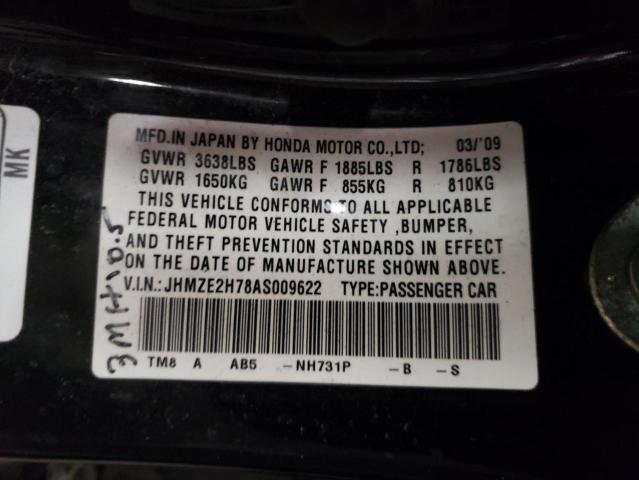 MFD.IN JAPAN BY HONDA MOTOR CO.,LTD; 03/'09
GVWR 3638LBS GAWR F 1885LBS R 1786LBS
GVWR 1650KG GAWR F 855KG R 810KG
THIS VEHICLE CONFORMS TO ALL APPLICABLE
FEDERAL MOTOR VEHICLE SAFETY ,BUMPER,
AND THEFT PREVENTION STANDARDS IN EFFECT
ON THE DATE OF MANUFACTURE SHOWN ABOVE.
V.I.N.:JHMZE2H78AS009622 TYPE:PASSENGER CAR
TM8 A AB5 -NH731P -B -S
MK